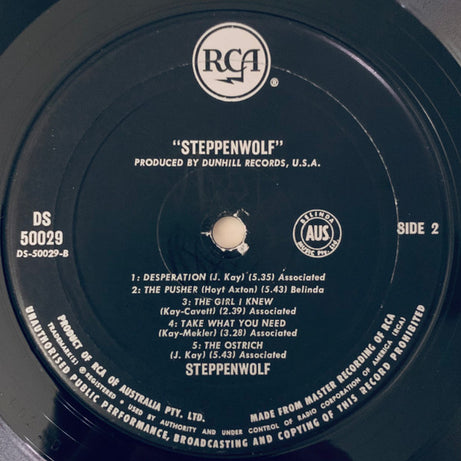 RCA
®
"STEPPENWOLF"
PRODUCED BY DUNHILL RECORDS, U.S.A.
DS
50029
DS-50029-B
BELINDA
AUS
MUSIC Pty. Ltd.
SIDE 2
1: DESPERATION (J. Kay) (5.35) Associated
2: THE PUSHER (Hoyt Axton) (5.43) Belinda
3: THE GIRL I KNEW
(Kay-Cavett) (2.39) Associated
4: TAKE WHAT YOU NEED
(Kay-Mekler) (3.28) Associated
5: THE OSTRICH
(J. Kay) (5.43) Associated
STEPPENWOLF
PRODUCT OF RCA OF AUSTRALIA PTY. LTD. MADE FROM MASTER RECORDING OF RCA
TRADEMARK(S) ® REGISTERED • USED BY AUTHORITY AND UNDER CONTROL OF RADIO CORPORATION OF AMERICA (RCA)
UNAUTHORISED PUBLIC PERFORMANCE, BROADCASTING AND COPYING OF THIS RECORD PROHIBITED